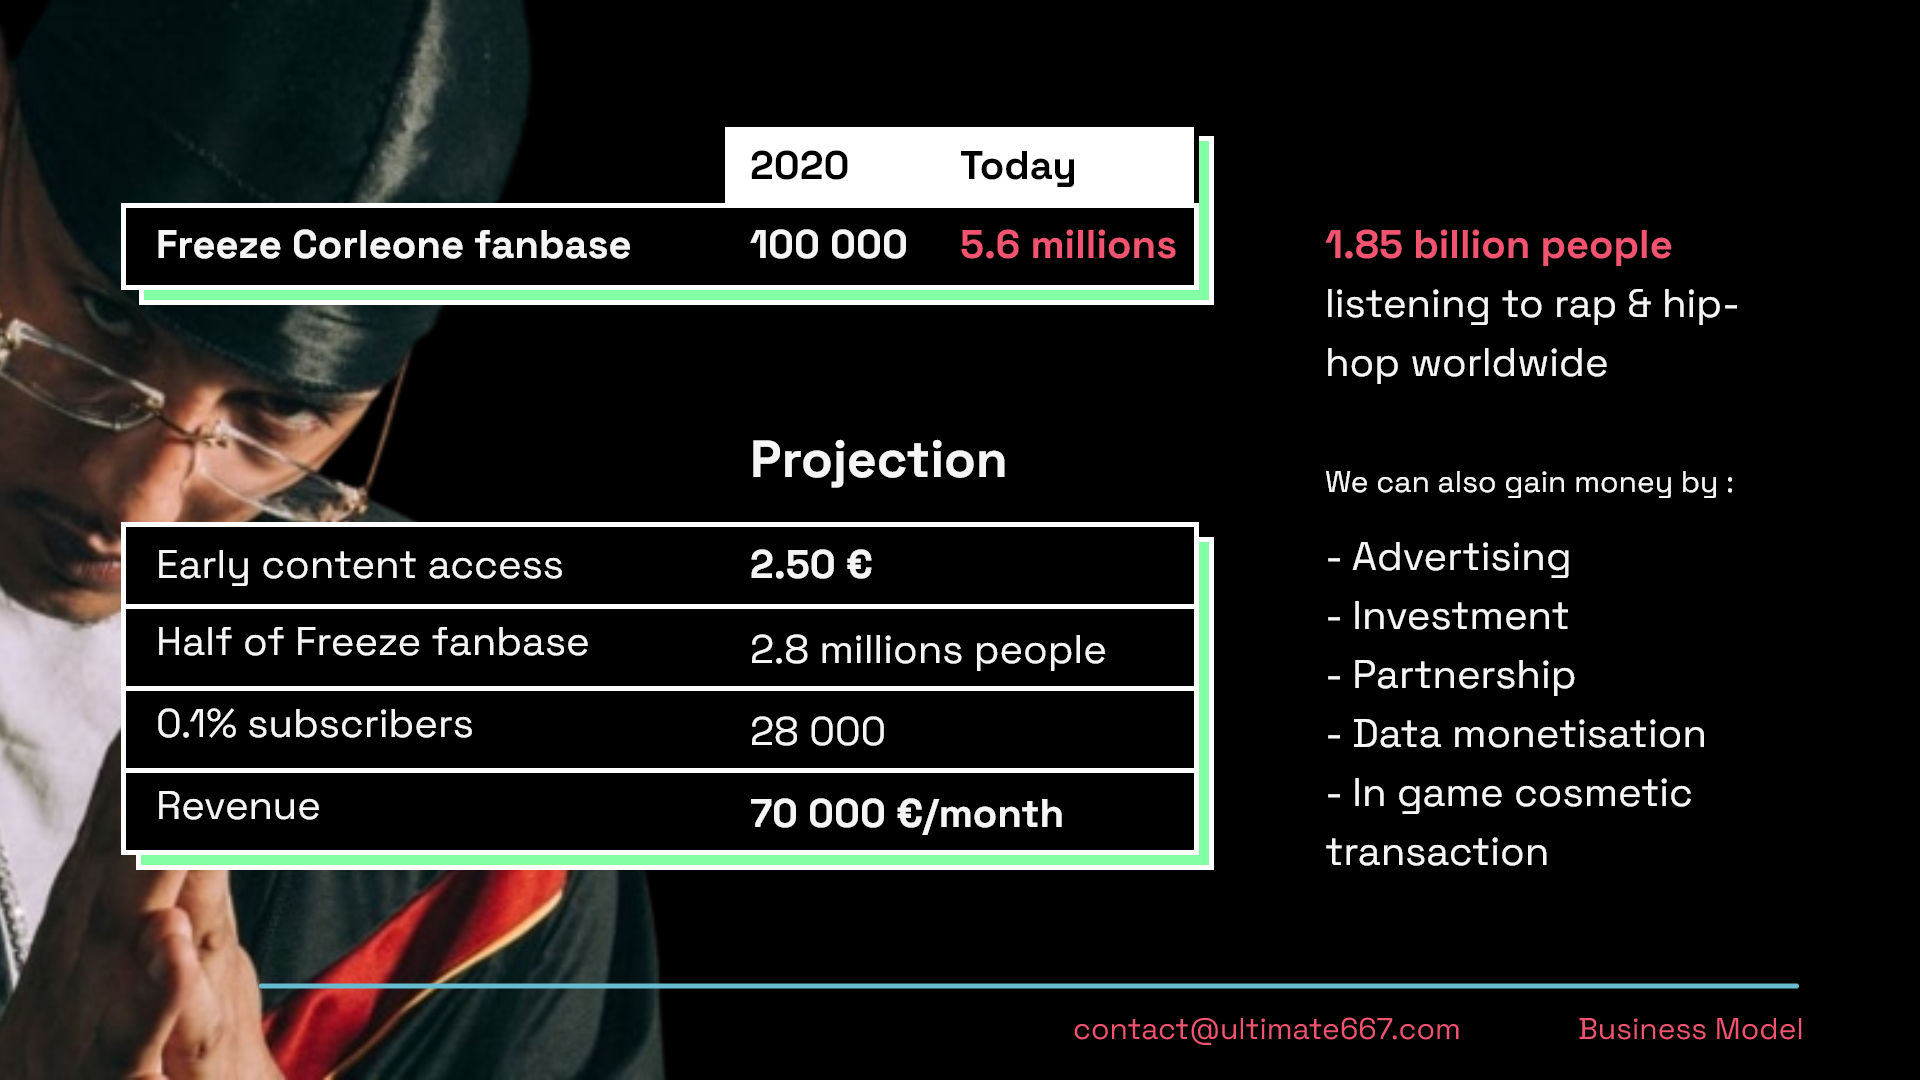 2020 Today
Freeze Corleone fanbase 100 000 5.6 millions
Projection
Early content access 2.50 €
Half of Freeze fanbase 2.8 millions people
0.1% subscribers 28 000
Revenue 70 000 €/month
1.85 billion people
listening to rap & hip-
hop worldwide
We can also gain money by :
- Advertising
- Investment
- Partnership
- Data monetisation
- In game cosmetic
transaction
contact@ultimate667.com Business Model